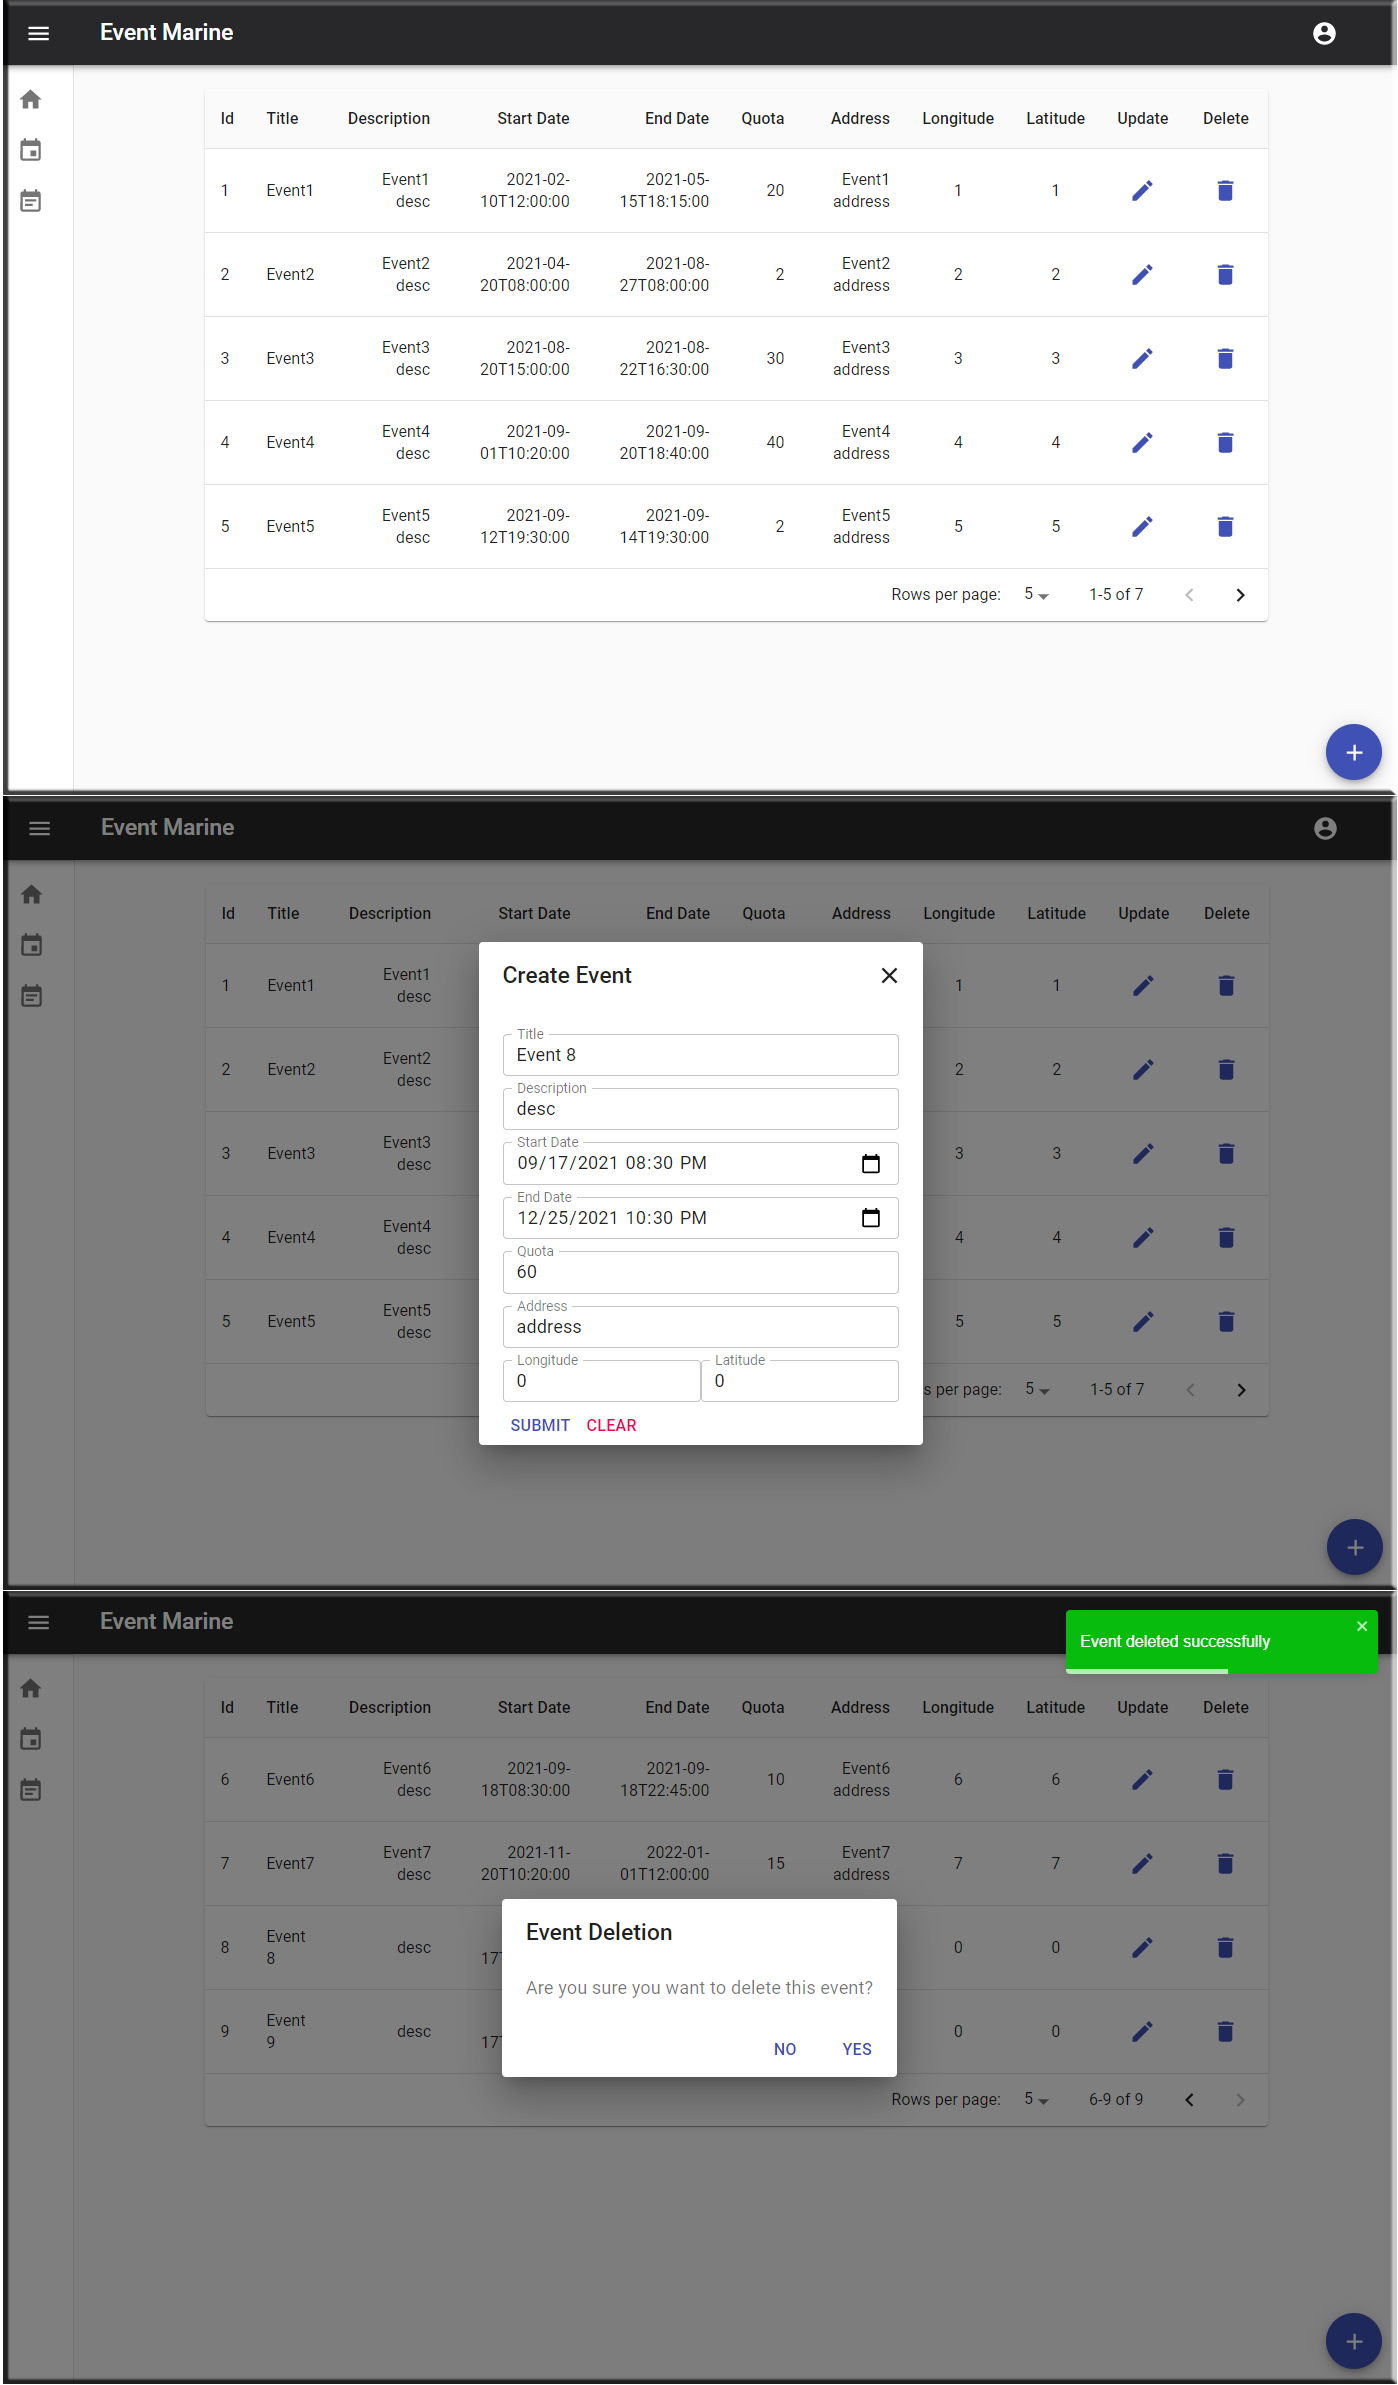 Event Marine
Id Title Description Start Date End Date Quota Address Longitude Latitude Update Delete
1 Event1 Event1 desc 2021-02-10T12:00:00 2021-05-15T18:15:00 20 Event1 address 1 1
2 Event2 Event2 desc 2021-04-20T08:00:00 2021-08-27T08:00:00 2 Event2 address 2 2
3 Event3 Event3 desc 2021-08-20T15:00:00 2021-08-22T16:30:00 30 Event3 address 3 3
4 Event4 Event4 desc 2021-09-01T10:20:00 2021-09-20T18:40:00 40 Event4 address 4 4
5 Event5 Event5 desc 2021-09-12T19:30:00 2021-09-14T19:30:00 2 Event5 address 5 5
Rows per page: 5 1-5 of 7
Event Marine
Id Title Description Start Date End Date Quota Address Longitude Latitude Update Delete
1 Event1 Event1 desc 1 1
2 Event2 Event2 desc 2 2
3 Event3 Event3 desc 3 3
4 Event4 Event4 desc 4 4
5 Event5 Event5 desc 5 5
s per page: 5 1-5 of 7
Create Event
Title
Event 8
Description
desc
Start Date
09/17/2021 08:30 PM
End Date
12/25/2021 10:30 PM
Quota
60
Address
address
Longitude Latitude
0 0
SUBMIT CLEAR
Event Marine
Event deleted successfully
Id Title Description Start Date End Date Quota Address Longitude Latitude Update Delete
6 Event6 Event6 desc 2021-09-18T08:30:00 2021-09-18T22:45:00 10 Event6 address 6 6
7 Event7 Event7 desc 2021-11-20T10:20:00 2022-01-01T12:00:00 15 Event7 address 7 7
8 Event 8 desc 17 0 0
9 Event 9 desc 17 0 0
Rows per page: 5 6-9 of 9
Event Deletion
Are you sure you want to delete this event?
NO YES